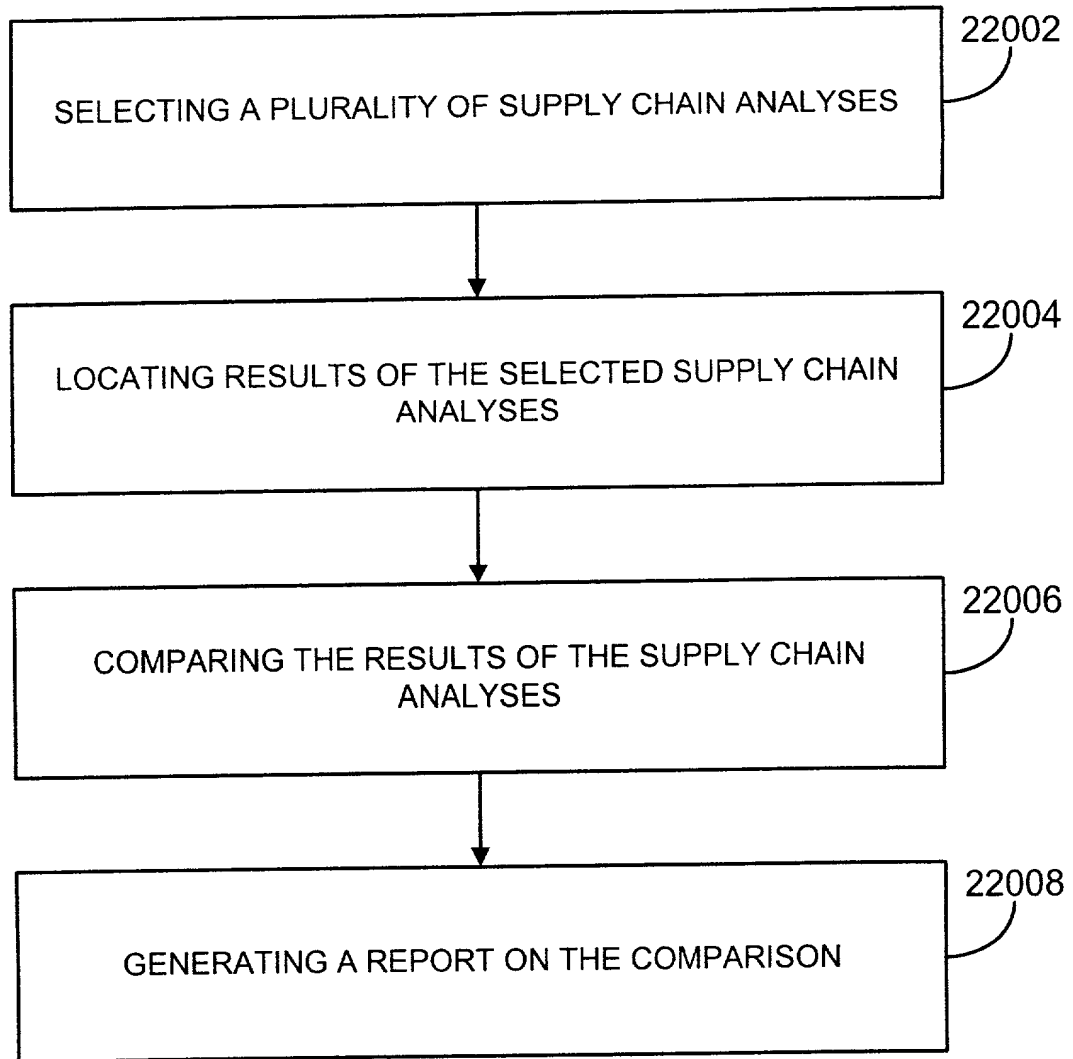 22002
SELECTING A PLURALITY OF SUPPLY CHAIN ANALYSES
22004
LOCATING RESULTS OF THE SELECTED SUPPLY CHAIN
ANALYSES
22006
COMPARING THE RESULTS OF THE SUPPLY CHAIN
ANALYSES
22008
GENERATING A REPORT ON THE COMPARISON